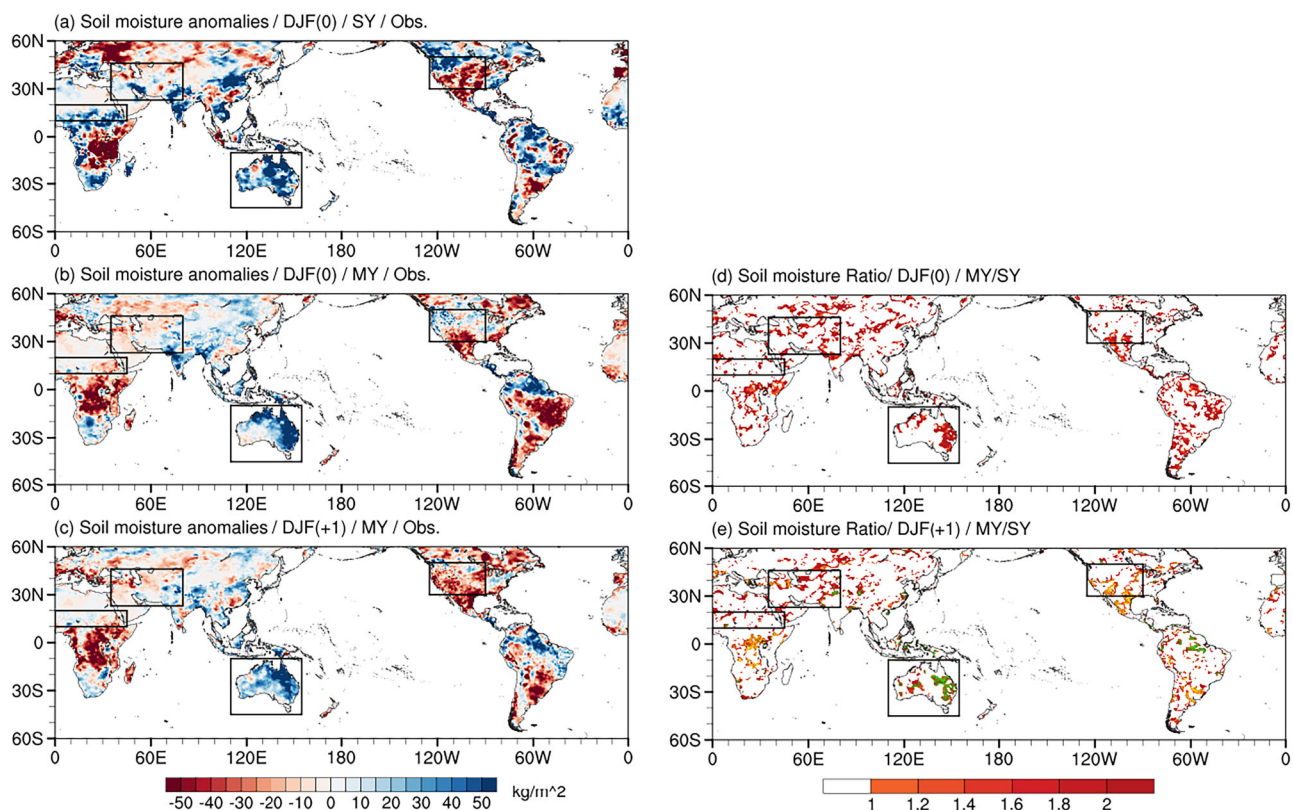 (a) Soil moisture anomalies / DJF(0) / SY / Obs.
60N
30N
0
30S
60S
0 60E 120E 180 120W 60W 0
(b) Soil moisture anomalies / DJF(0) / MY / Obs.
60N
30N
0
30S
60S
0 60E 120E 180 120W 60W 0
(d) Soil moisture Ratio/ DJF(0) / MY/SY
60N
30N
0
30S
60S
0 60E 120E 180 120W 60W 0
(c) Soil moisture anomalies / DJF(+1) / MY / Obs.
60N
30N
0
30S
60S
0 60E 120E 180 120W 60W 0
(e) Soil moisture Ratio/ DJF(+1) / MY/SY
60N
30N
0
30S
60S
0 60E 120E 180 120W 60W 0
-50 -40 -30 -20 -10 0 10 20 30 40 50 kg/m^2
1 1.2 1.4 1.6 1.8 2